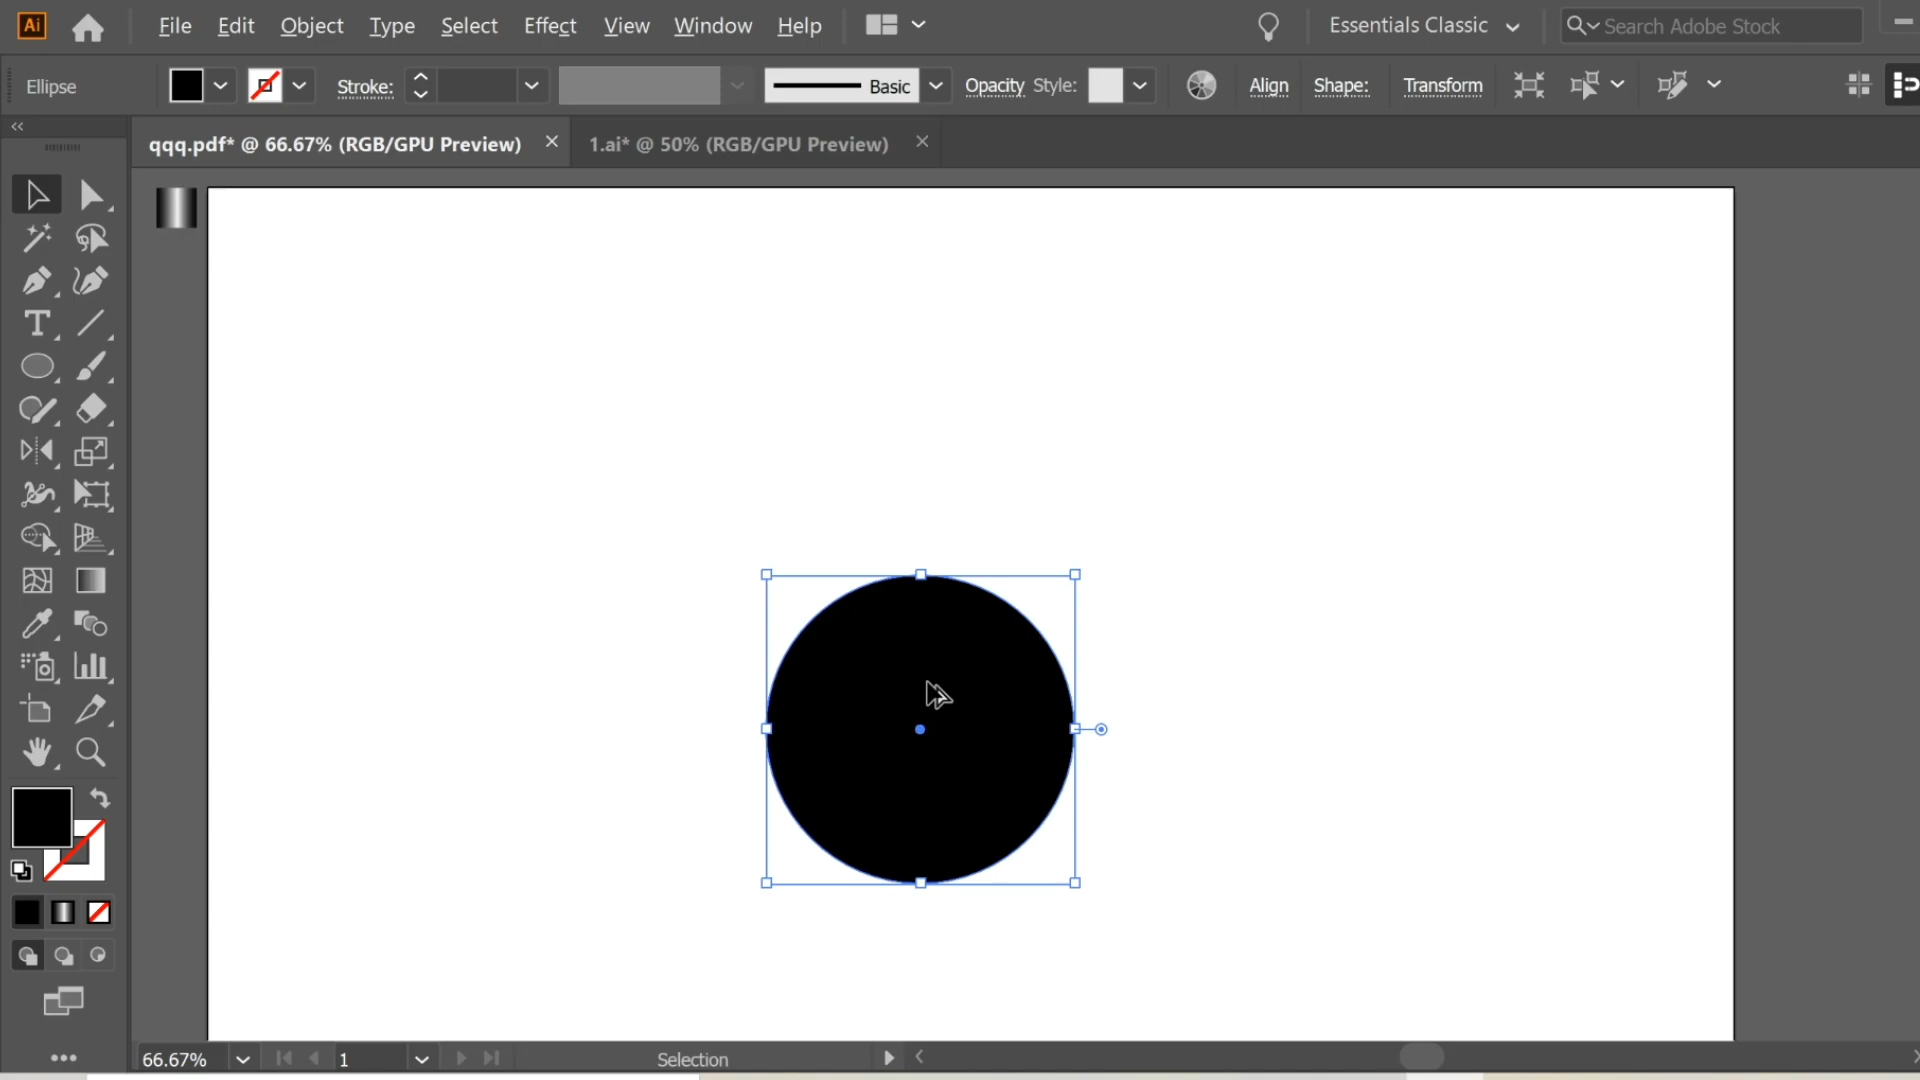 Ai File Edit Object Type Select Effect View Window Help Essentials Classic Search Adobe Stock
Ellipse Stroke: Basic Opacity Style: Align Shape: Transform
qqq.pdf* @ 66.67% (RGB/GPU Preview) × 1.ai* @ 50% (RGB/GPU Preview) ×
66.67% 1 Selection